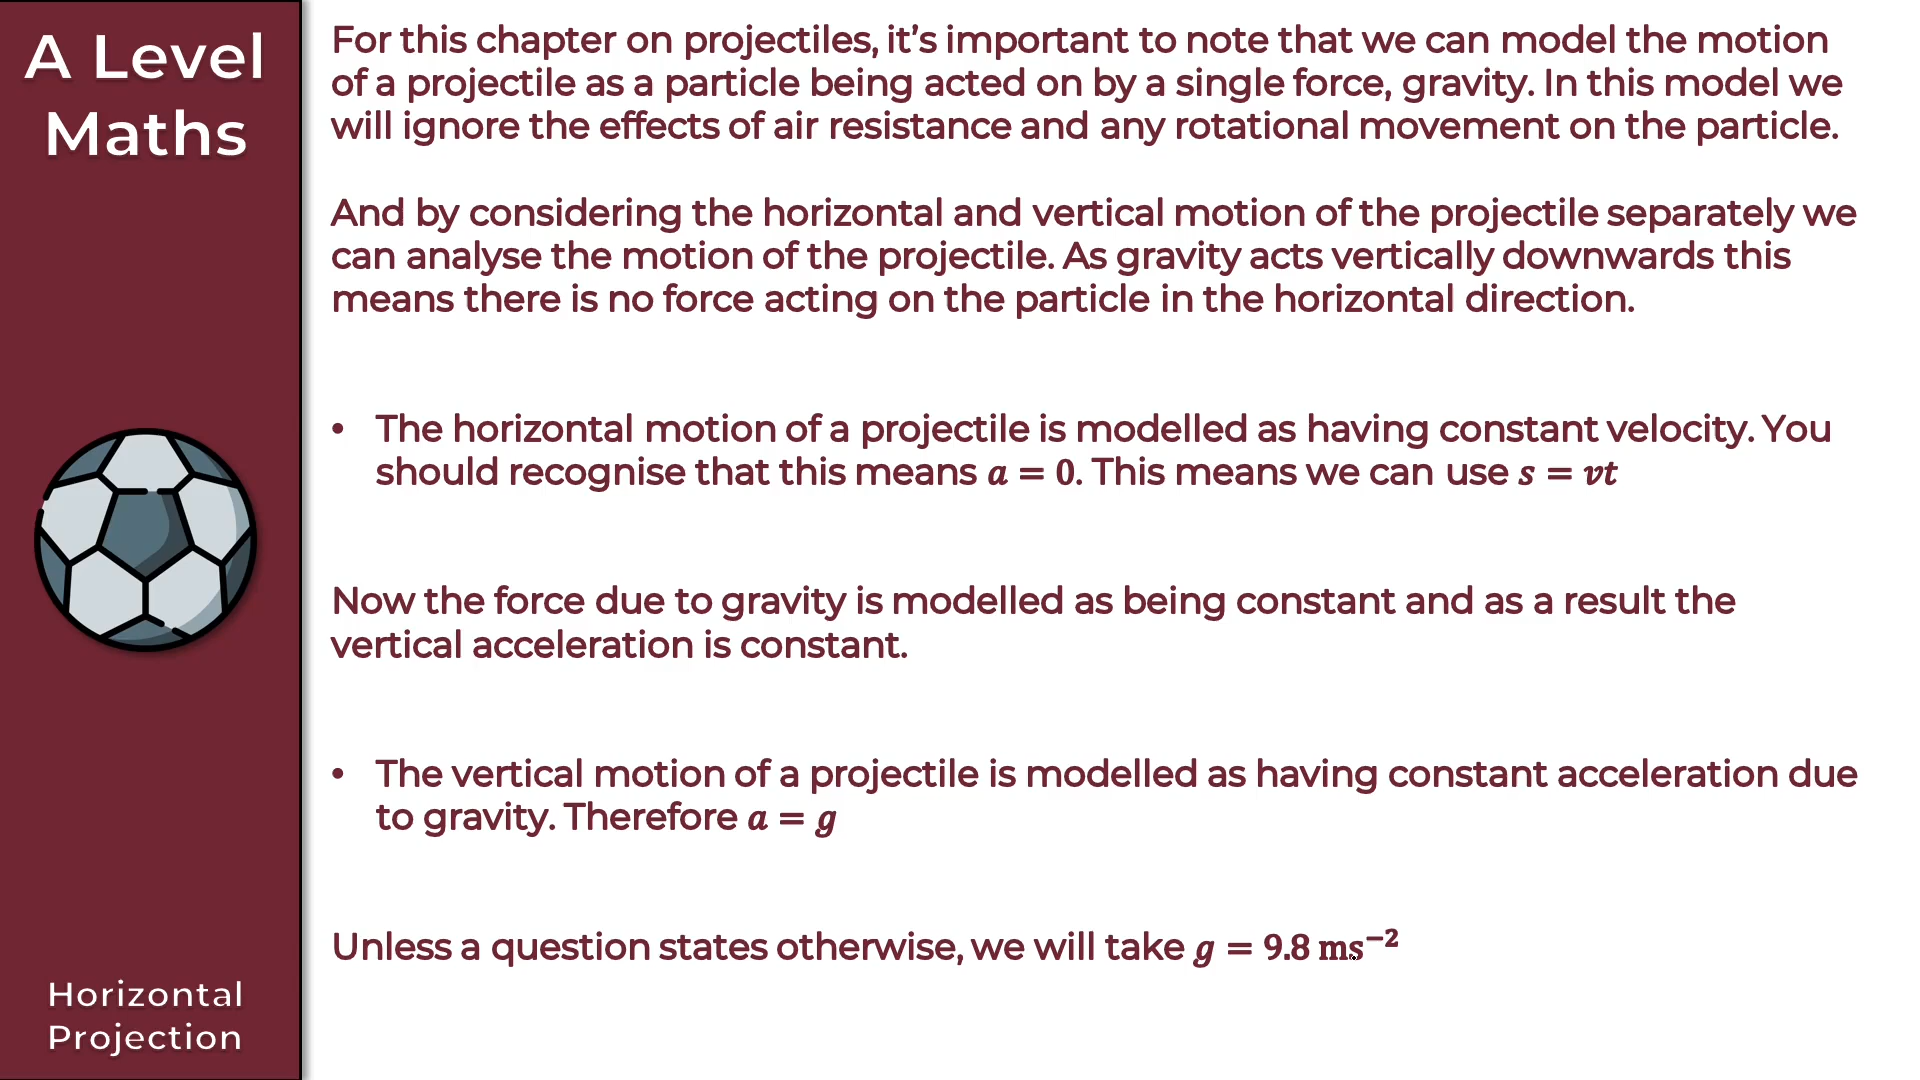 A Level
Maths
For this chapter on projectiles, it's important to note that we can model the motion
of a projectile as a particle being acted on by a single force, gravity. In this model we
will ignore the effects of air resistance and any rotational movement on the particle.
And by considering the horizontal and vertical motion of the projectile separately we
can analyse the motion of the projectile. As gravity acts vertically downwards this
means there is no force acting on the particle in the horizontal direction.
• The horizontal motion of a projectile is modelled as having constant velocity. You
should recognise that this means a = 0. This means we can use s = vt
Now the force due to gravity is modelled as being constant and as a result the
vertical acceleration is constant.
• The vertical motion of a projectile is modelled as having constant acceleration due
to gravity. Therefore a = g
Unless a question states otherwise, we will take g = 9.8 ms⁻²
Horizontal
Projection